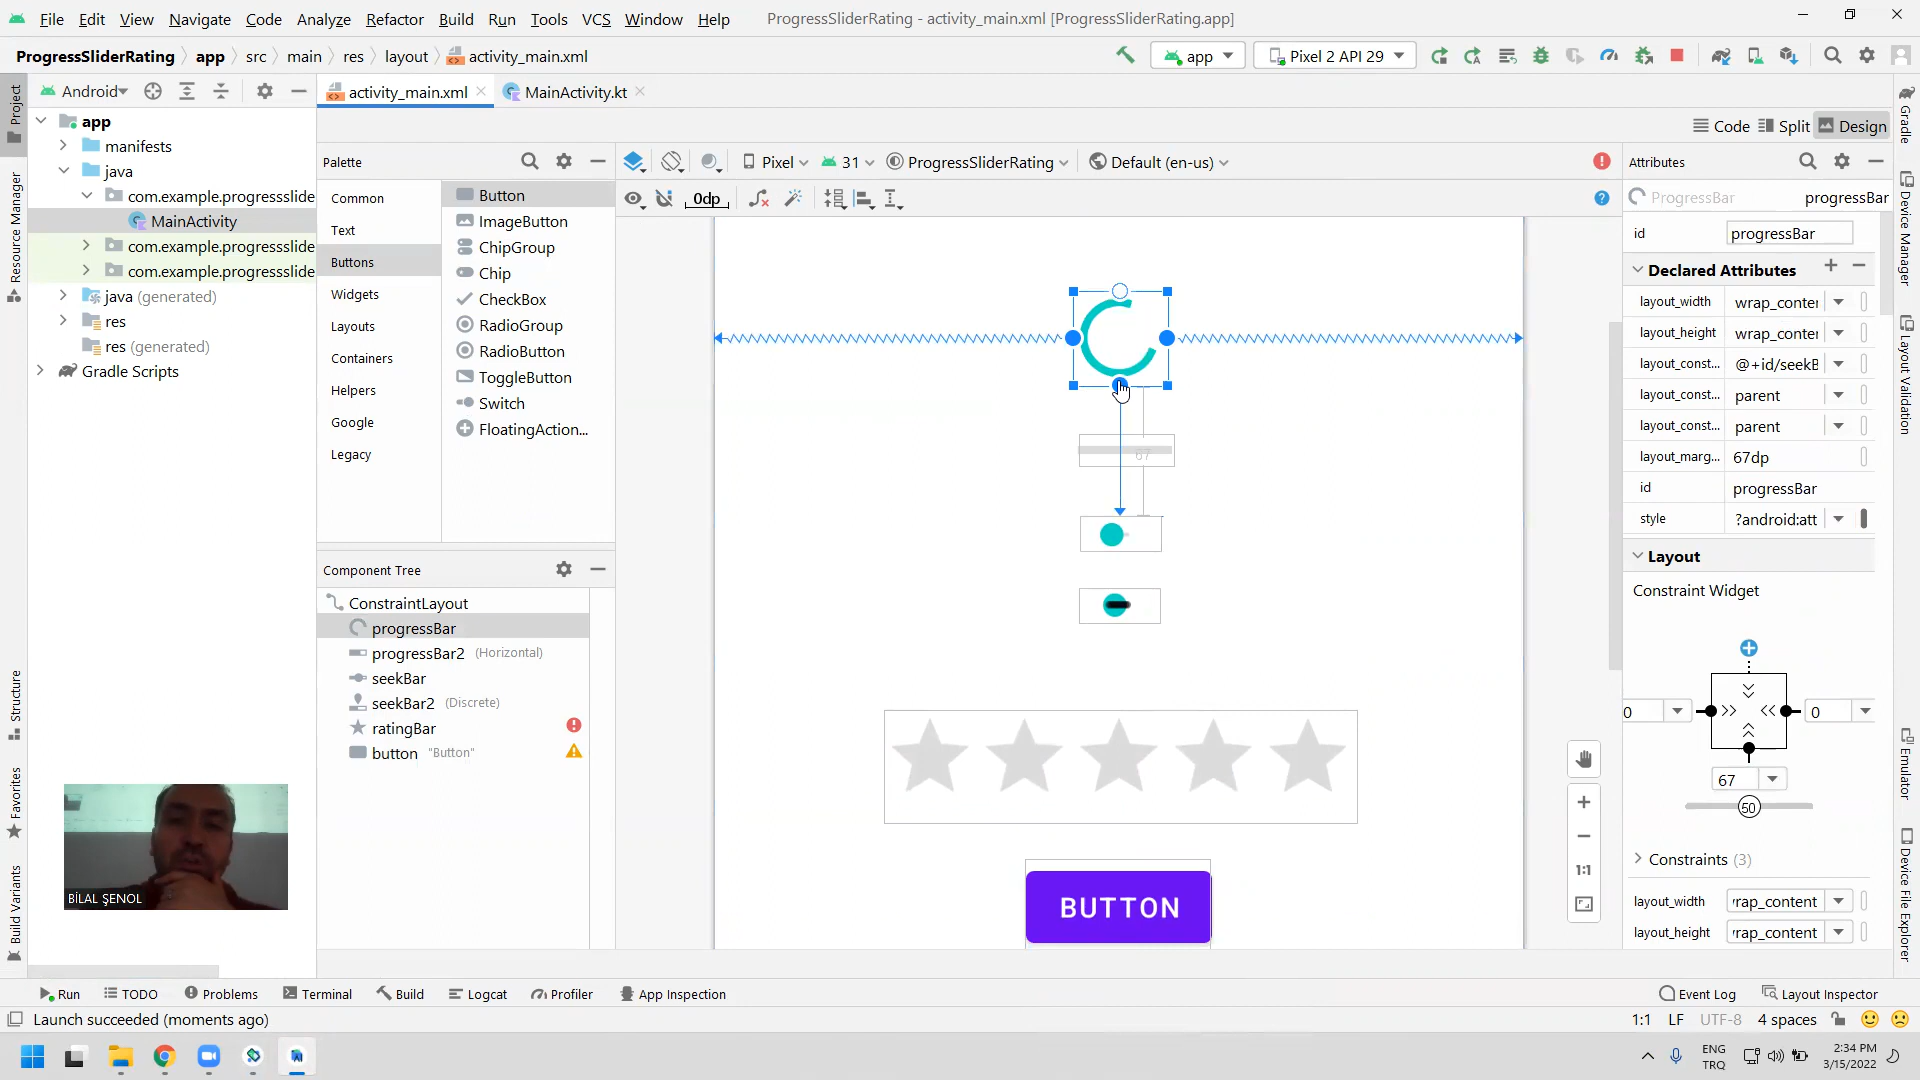 File Edit View Navigate Code Analyze Refactor Build Run Tools VCS Window Help ProgressSliderRating - activity_main.xml [ProgressSliderRating.app]
ProgressSliderRating app src main res layout activity_main.xml app Pixel 2 API 29
Android activity_main.xml MainActivity.kt
Code Split Design
Project
Resource Manager
Structure
Favorites
Build Variants
app
manifests
java
com.example.progressslide
MainActivity
com.example.progressslide
com.example.progressslide
java (generated)
res
res (generated)
Gradle Scripts
Palette
Common
Text
Buttons
Widgets
Layouts
Containers
Helpers
Google
Legacy
Button
ImageButton
ChipGroup
Chip
CheckBox
RadioGroup
RadioButton
ToggleButton
Switch
FloatingAction...
Component Tree
ConstraintLayout
progressBar
progressBar2 (Horizontal)
seekBar
seekBar2 (Discrete)
ratingBar
button "Button"
Pixel 31 ProgressSliderRating Default (en-us)
0dp
67
BUTTON
1:1
Attributes
ProgressBar progressBar
id progressBar
Declared Attributes
layout_width wrap_conter
layout_height wrap_conter
layout_const... @+id/seekB
layout_const... parent
layout_const... parent
layout_marg... 67dp
id progressBar
style ?android:att
Layout
Constraint Widget
0 0
67
50
Constraints (3)
layout_width rap_content
layout_height rap_content
Gradle
Device Manager
Layout Validation
Emulator
Device File Explorer
BİLAL ŞENOL
Run TODO Problems Terminal Build Logcat Profiler App Inspection Event Log Layout Inspector
Launch succeeded (moments ago) 1:1 LF UTF-8 4 spaces
ENG
TRQ
2:34 PM
3/15/2022